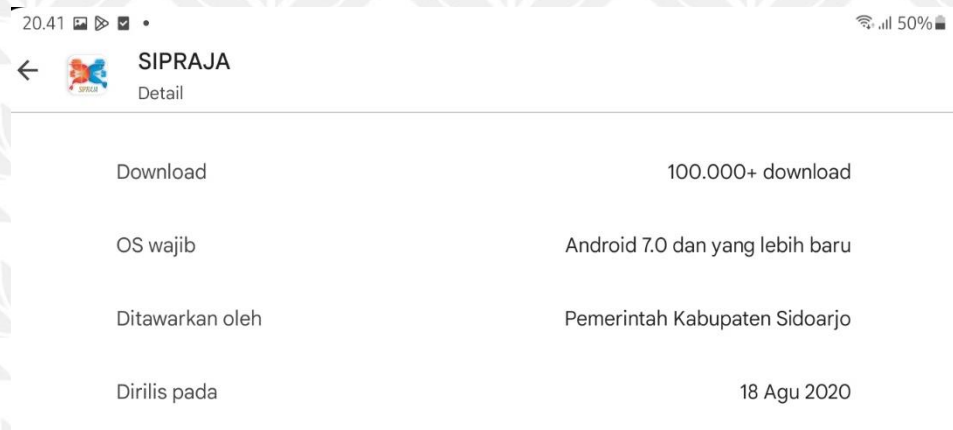 20.41 50%
SIPRAJA
SIPRAJA
Detail
Download 100.000+ download
OS wajib Android 7.0 dan yang lebih baru
Ditawarkan oleh Pemerintah Kabupaten Sidoarjo
Dirilis pada 18 Agu 2020